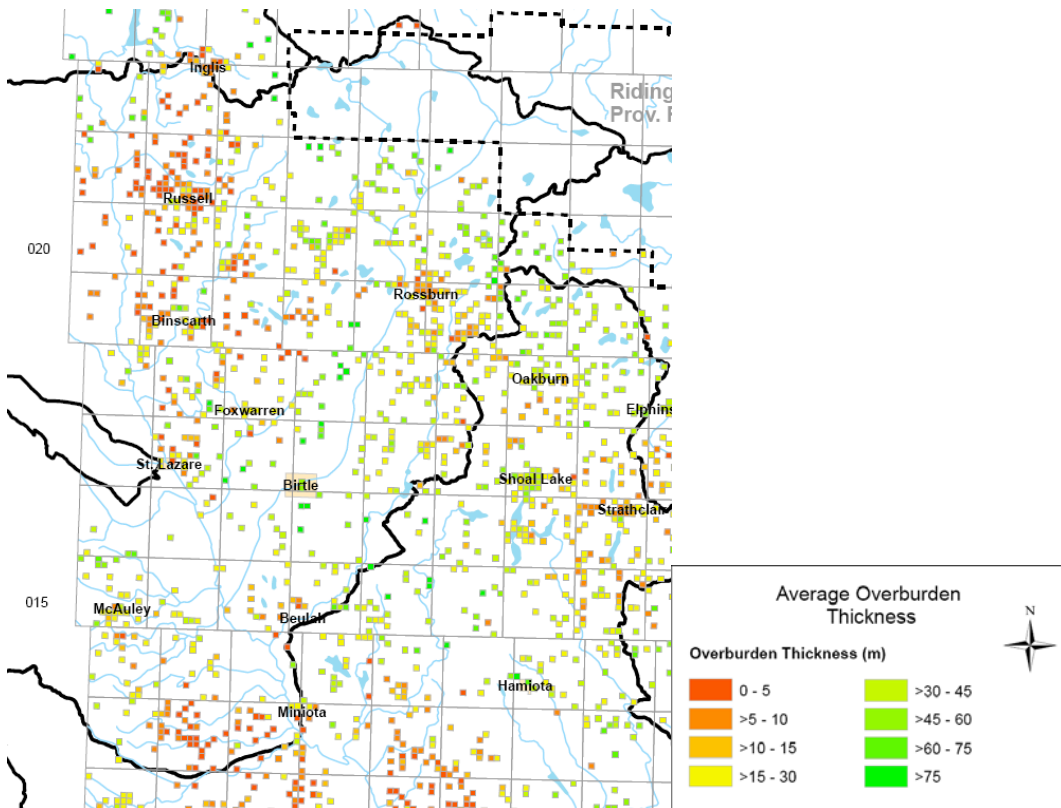 Inglis
Riding
Prov. F
Russell
020
Rossburn
Binscarth
Oakburn
Foxwarren
Elphins
St. Lazare
Birtle
Shoal Lake
Strathclair
015
McAuley
Beulah
Hamiota
Miniota
Average Overburden
Thickness
N
Overburden Thickness (m)
0 - 5
>5 - 10
>10 - 15
>15 - 30
>30 - 45
>45 - 60
>60 - 75
>75